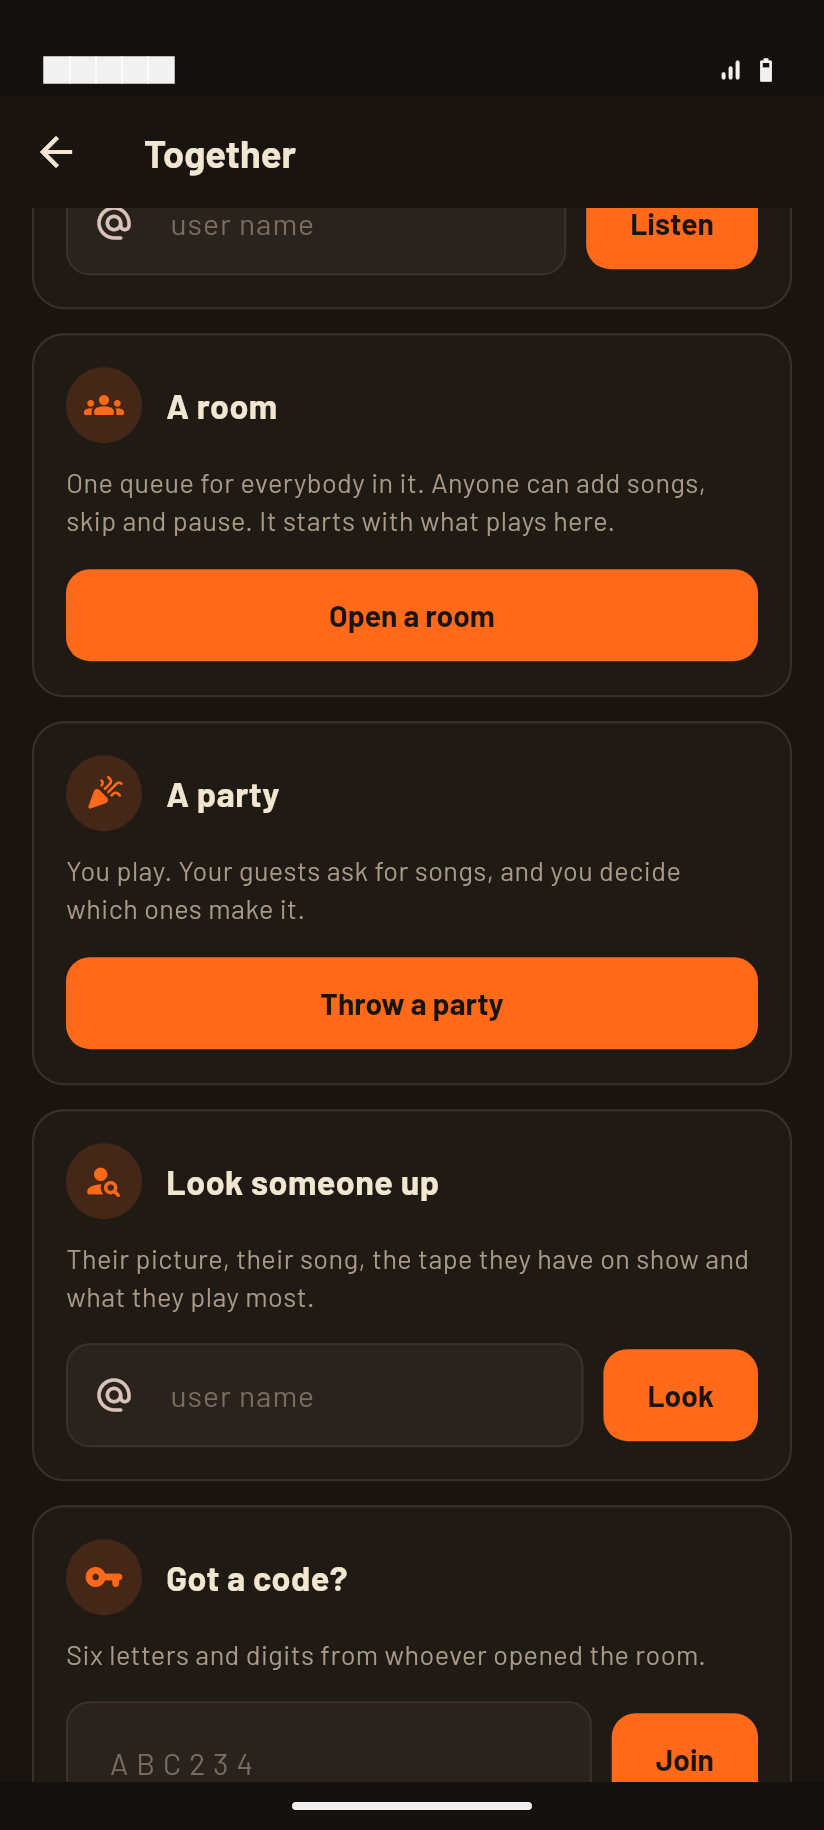 Together
user name
Listen
A room
One queue for everybody in it. Anyone can add songs,
skip and pause. It starts with what plays here.
Open a room
A party
You play. Your guests ask for songs, and you decide
which ones make it.
Throw a party
Look someone up
Their picture, their song, the tape they have on show and
what they play most.
user name
Look
Got a code?
Six letters and digits from whoever opened the room.
ABC234
Join